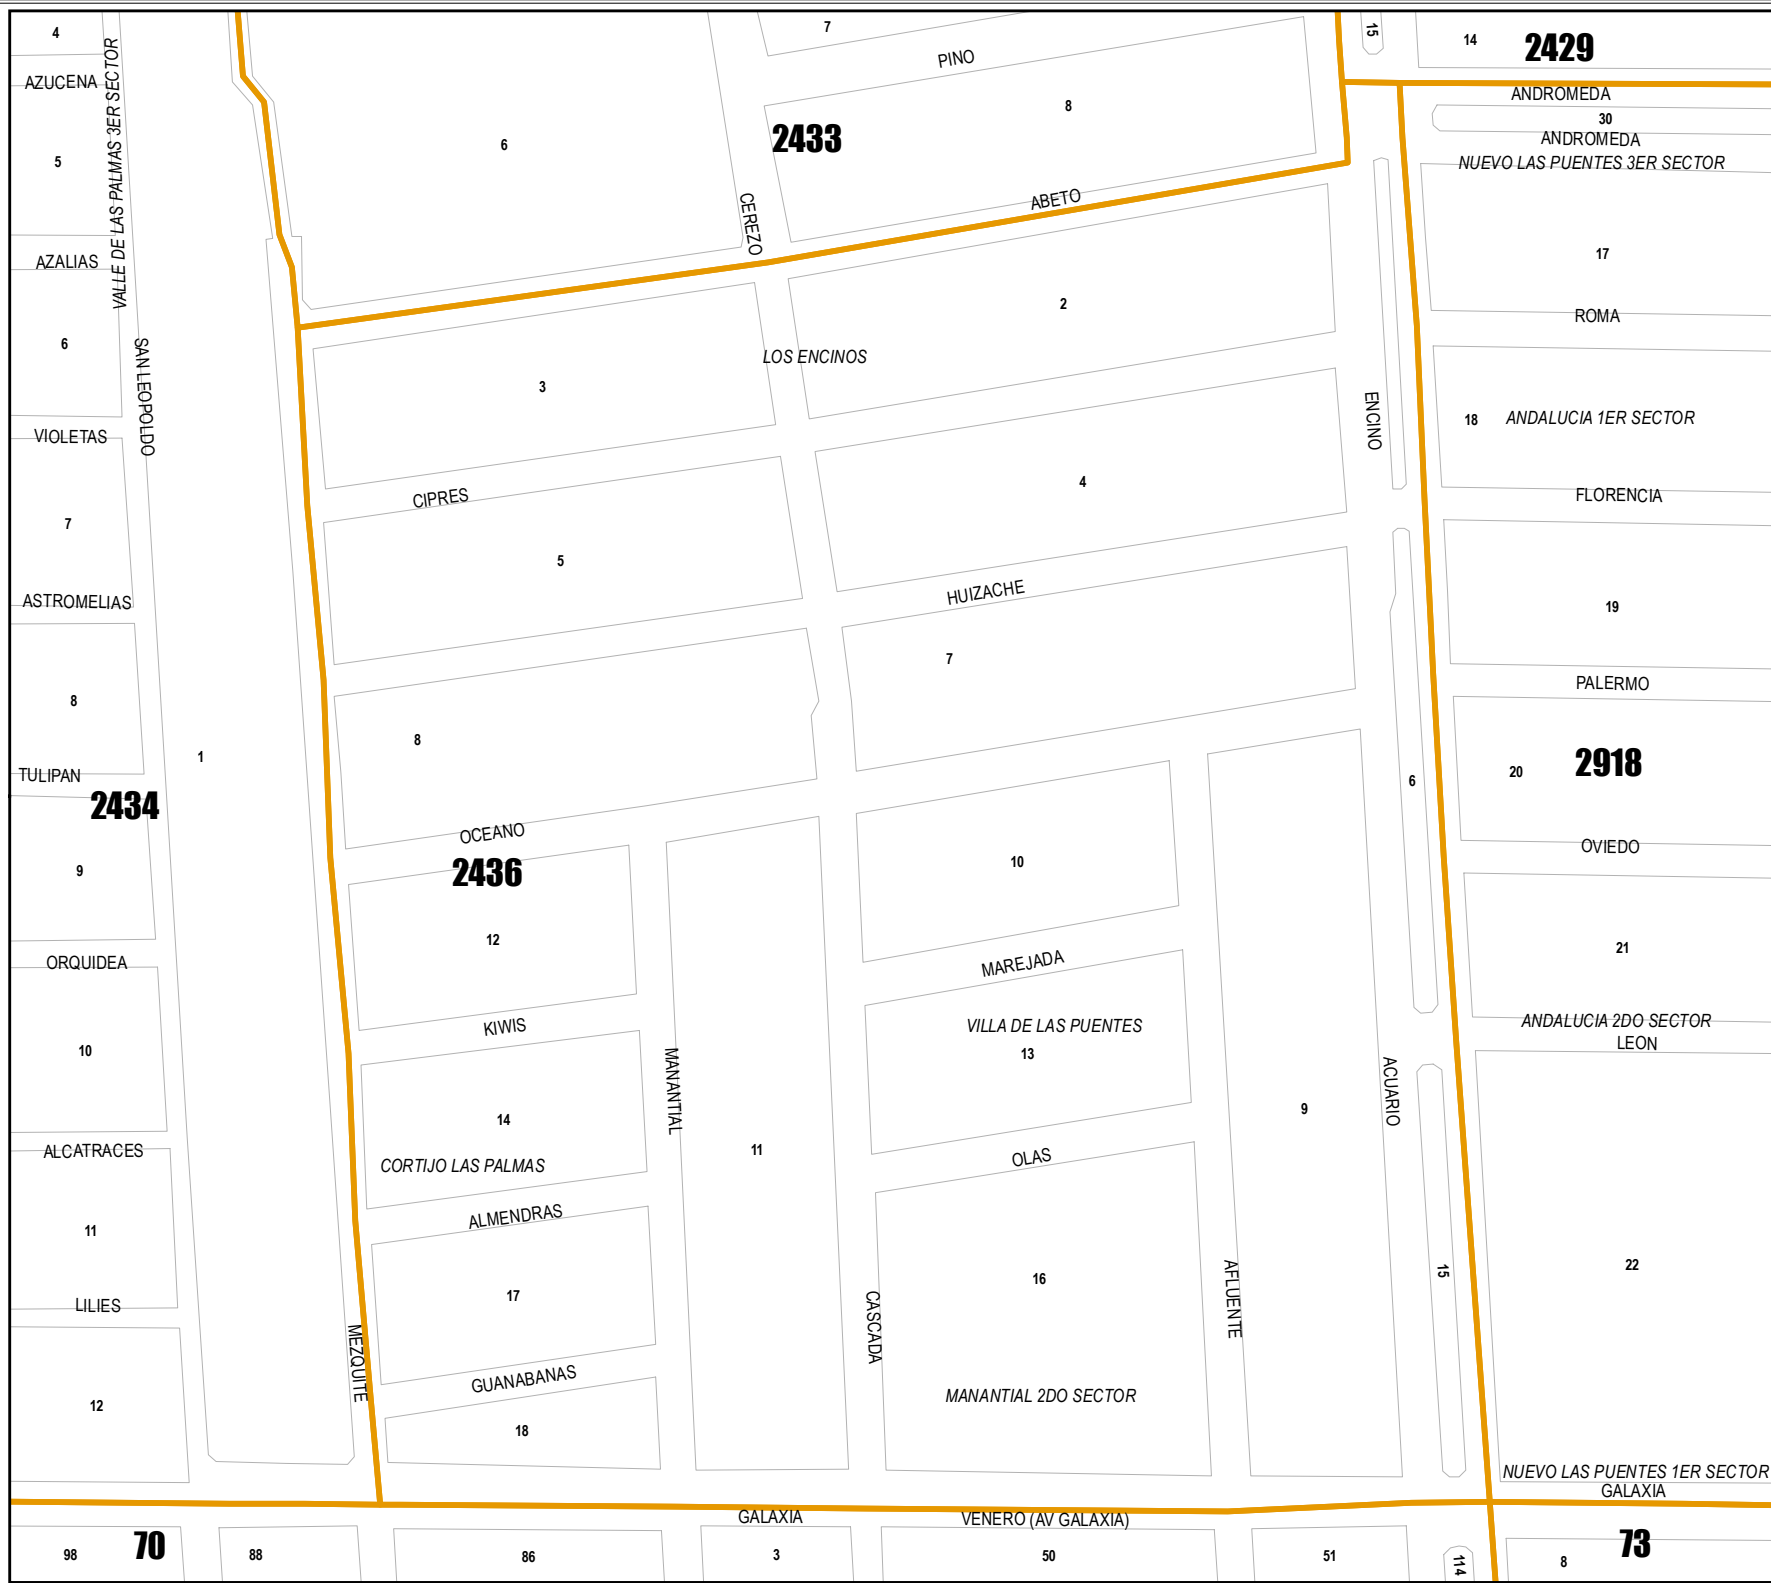 4
7
15
14
2429
PINO
AZUCENA
ANDROMEDA
8
30
6
2433
ANDROMEDA
5
VALLE DE LAS PALMAS 3ER SECTOR
NUEVO LAS PUENTES 3ER SECTOR
ABETO
CEREZO
AZALIAS
17
2
ROMA
6
SAN LEOPOLDO
LOS ENCINOS
3
ENCINO
18
ANDALUCIA 1ER SECTOR
VIOLETAS
4
CIPRES
FLORENCIA
7
5
HUIZACHE
ASTROMELIAS
19
7
PALERMO
8
8
1
2918
TULIPAN
20
6
2434
OCEANO
OVIEDO
10
9
2436
12
21
ORQUIDEA
MAREJADA
KIWIS
VILLA DE LAS PUENTES
ANDALUCIA 2DO SECTOR
LEON
10
13
MANANTIAL
ACUARIO
14
9
ALCATRACES
11
CORTIJO LAS PALMAS
OLAS
ALMENDRAS
11
15
22
16
LILIES
17
AFLUENTE
CASCADA
MEZQUITE
GUANABANAS
MANANTIAL 2DO SECTOR
12
18
NUEVO LAS PUENTES 1ER SECTOR
GALAXIA
GALAXIA
VENERO (AV GALAXIA)
70
73
98
88
86
3
50
51
114
8